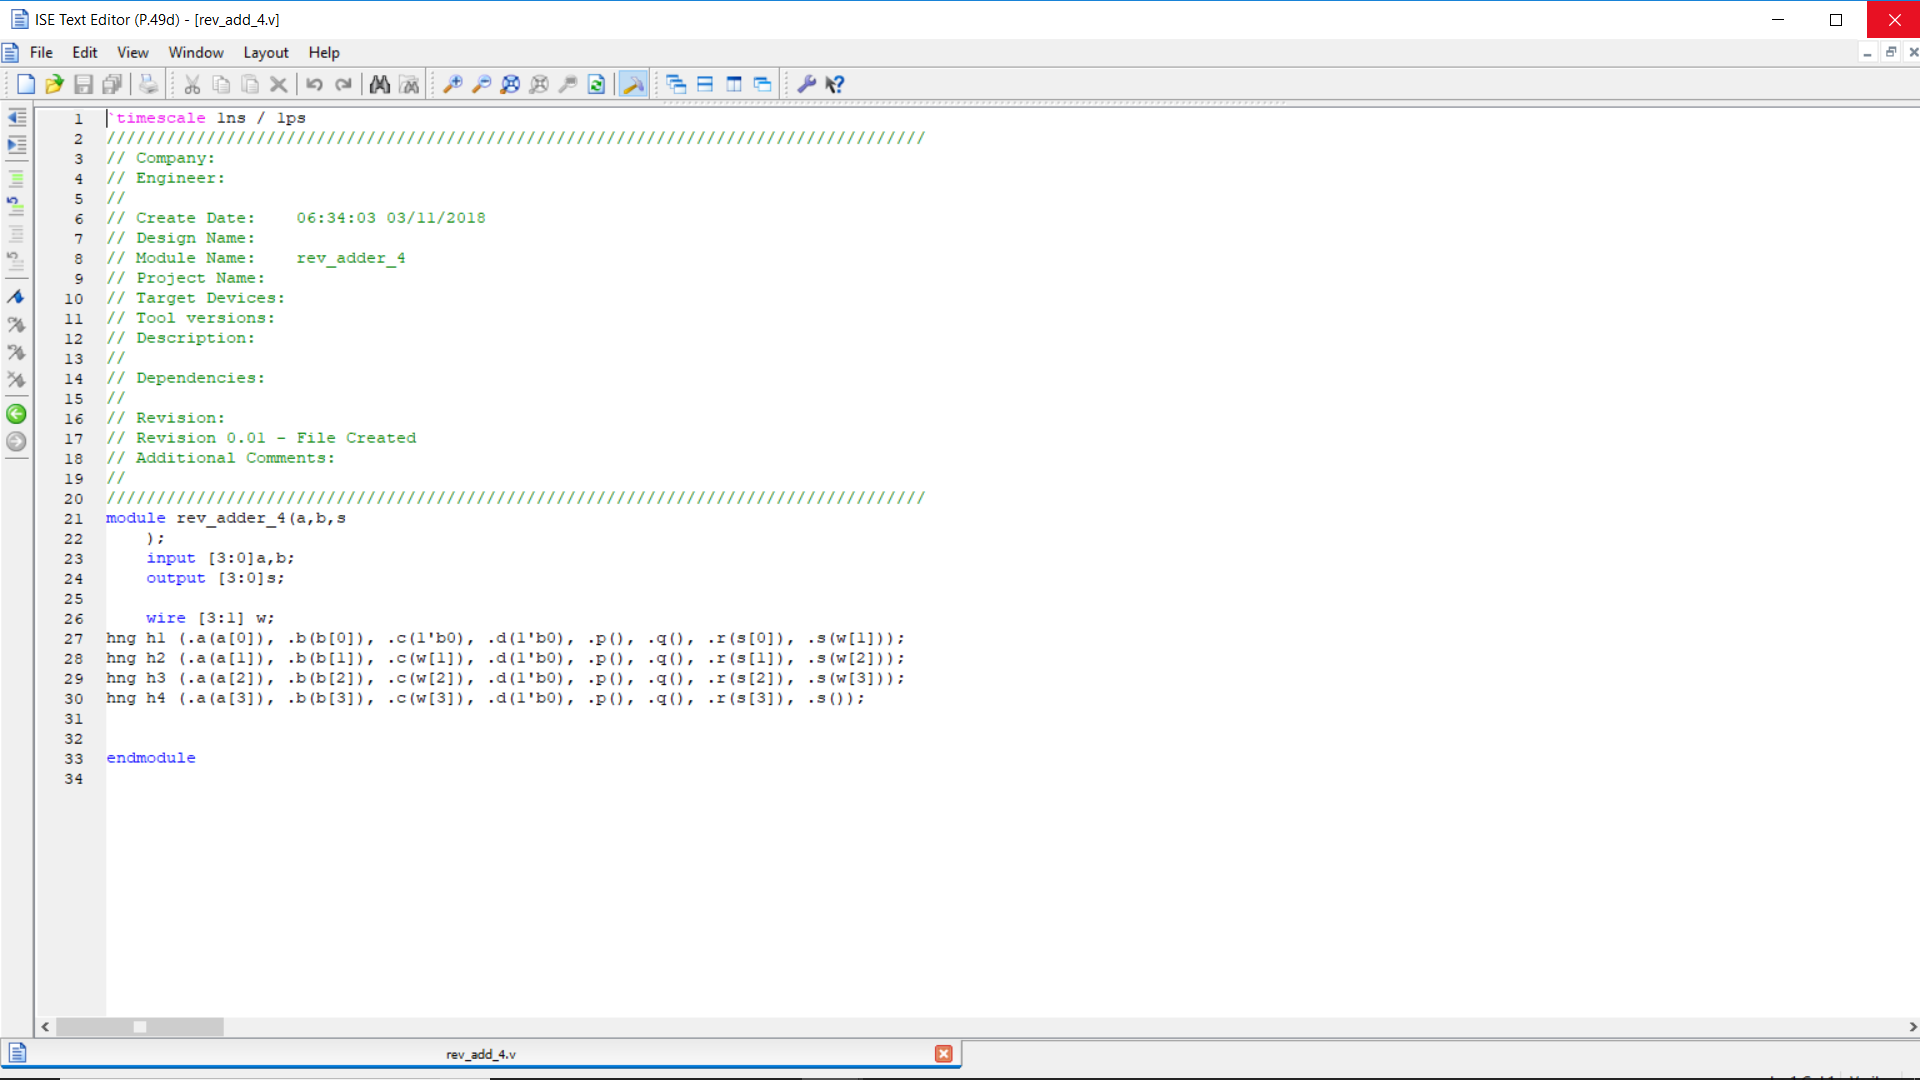 ISE Text Editor (P.49d) - [rev_add_4.v]
File Edit View Window Layout Help
1 `timescale 1ns / 1ps
2 //////////////////////////////////////////////////////////////////////////////////
3 // Company:
4 // Engineer:
5 //
6 // Create Date:    06:34:03 03/11/2018
7 // Design Name:
8 // Module Name:    rev_adder_4
9 // Project Name:
10 // Target Devices:
11 // Tool versions:
12 // Description:
13 //
14 // Dependencies:
15 //
16 // Revision:
17 // Revision 0.01 - File Created
18 // Additional Comments:
19 //
20 //////////////////////////////////////////////////////////////////////////////////
21 module rev_adder_4(a,b,s
22     );
23     input [3:0]a,b;
24     output [3:0]s;
25
26     wire [3:1] w;
27 hng h1 (.a(a[0]), .b(b[0]), .c(1'b0), .d(1'b0), .p(), .q(), .r(s[0]), .s(w[1]));
28 hng h2 (.a(a[1]), .b(b[1]), .c(w[1]), .d(1'b0), .p(), .q(), .r(s[1]), .s(w[2]));
29 hng h3 (.a(a[2]), .b(b[2]), .c(w[2]), .d(1'b0), .p(), .q(), .r(s[2]), .s(w[3]));
30 hng h4 (.a(a[3]), .b(b[3]), .c(w[3]), .d(1'b0), .p(), .q(), .r(s[3]), .s());
31
32
33 endmodule
34
rev_add_4.v